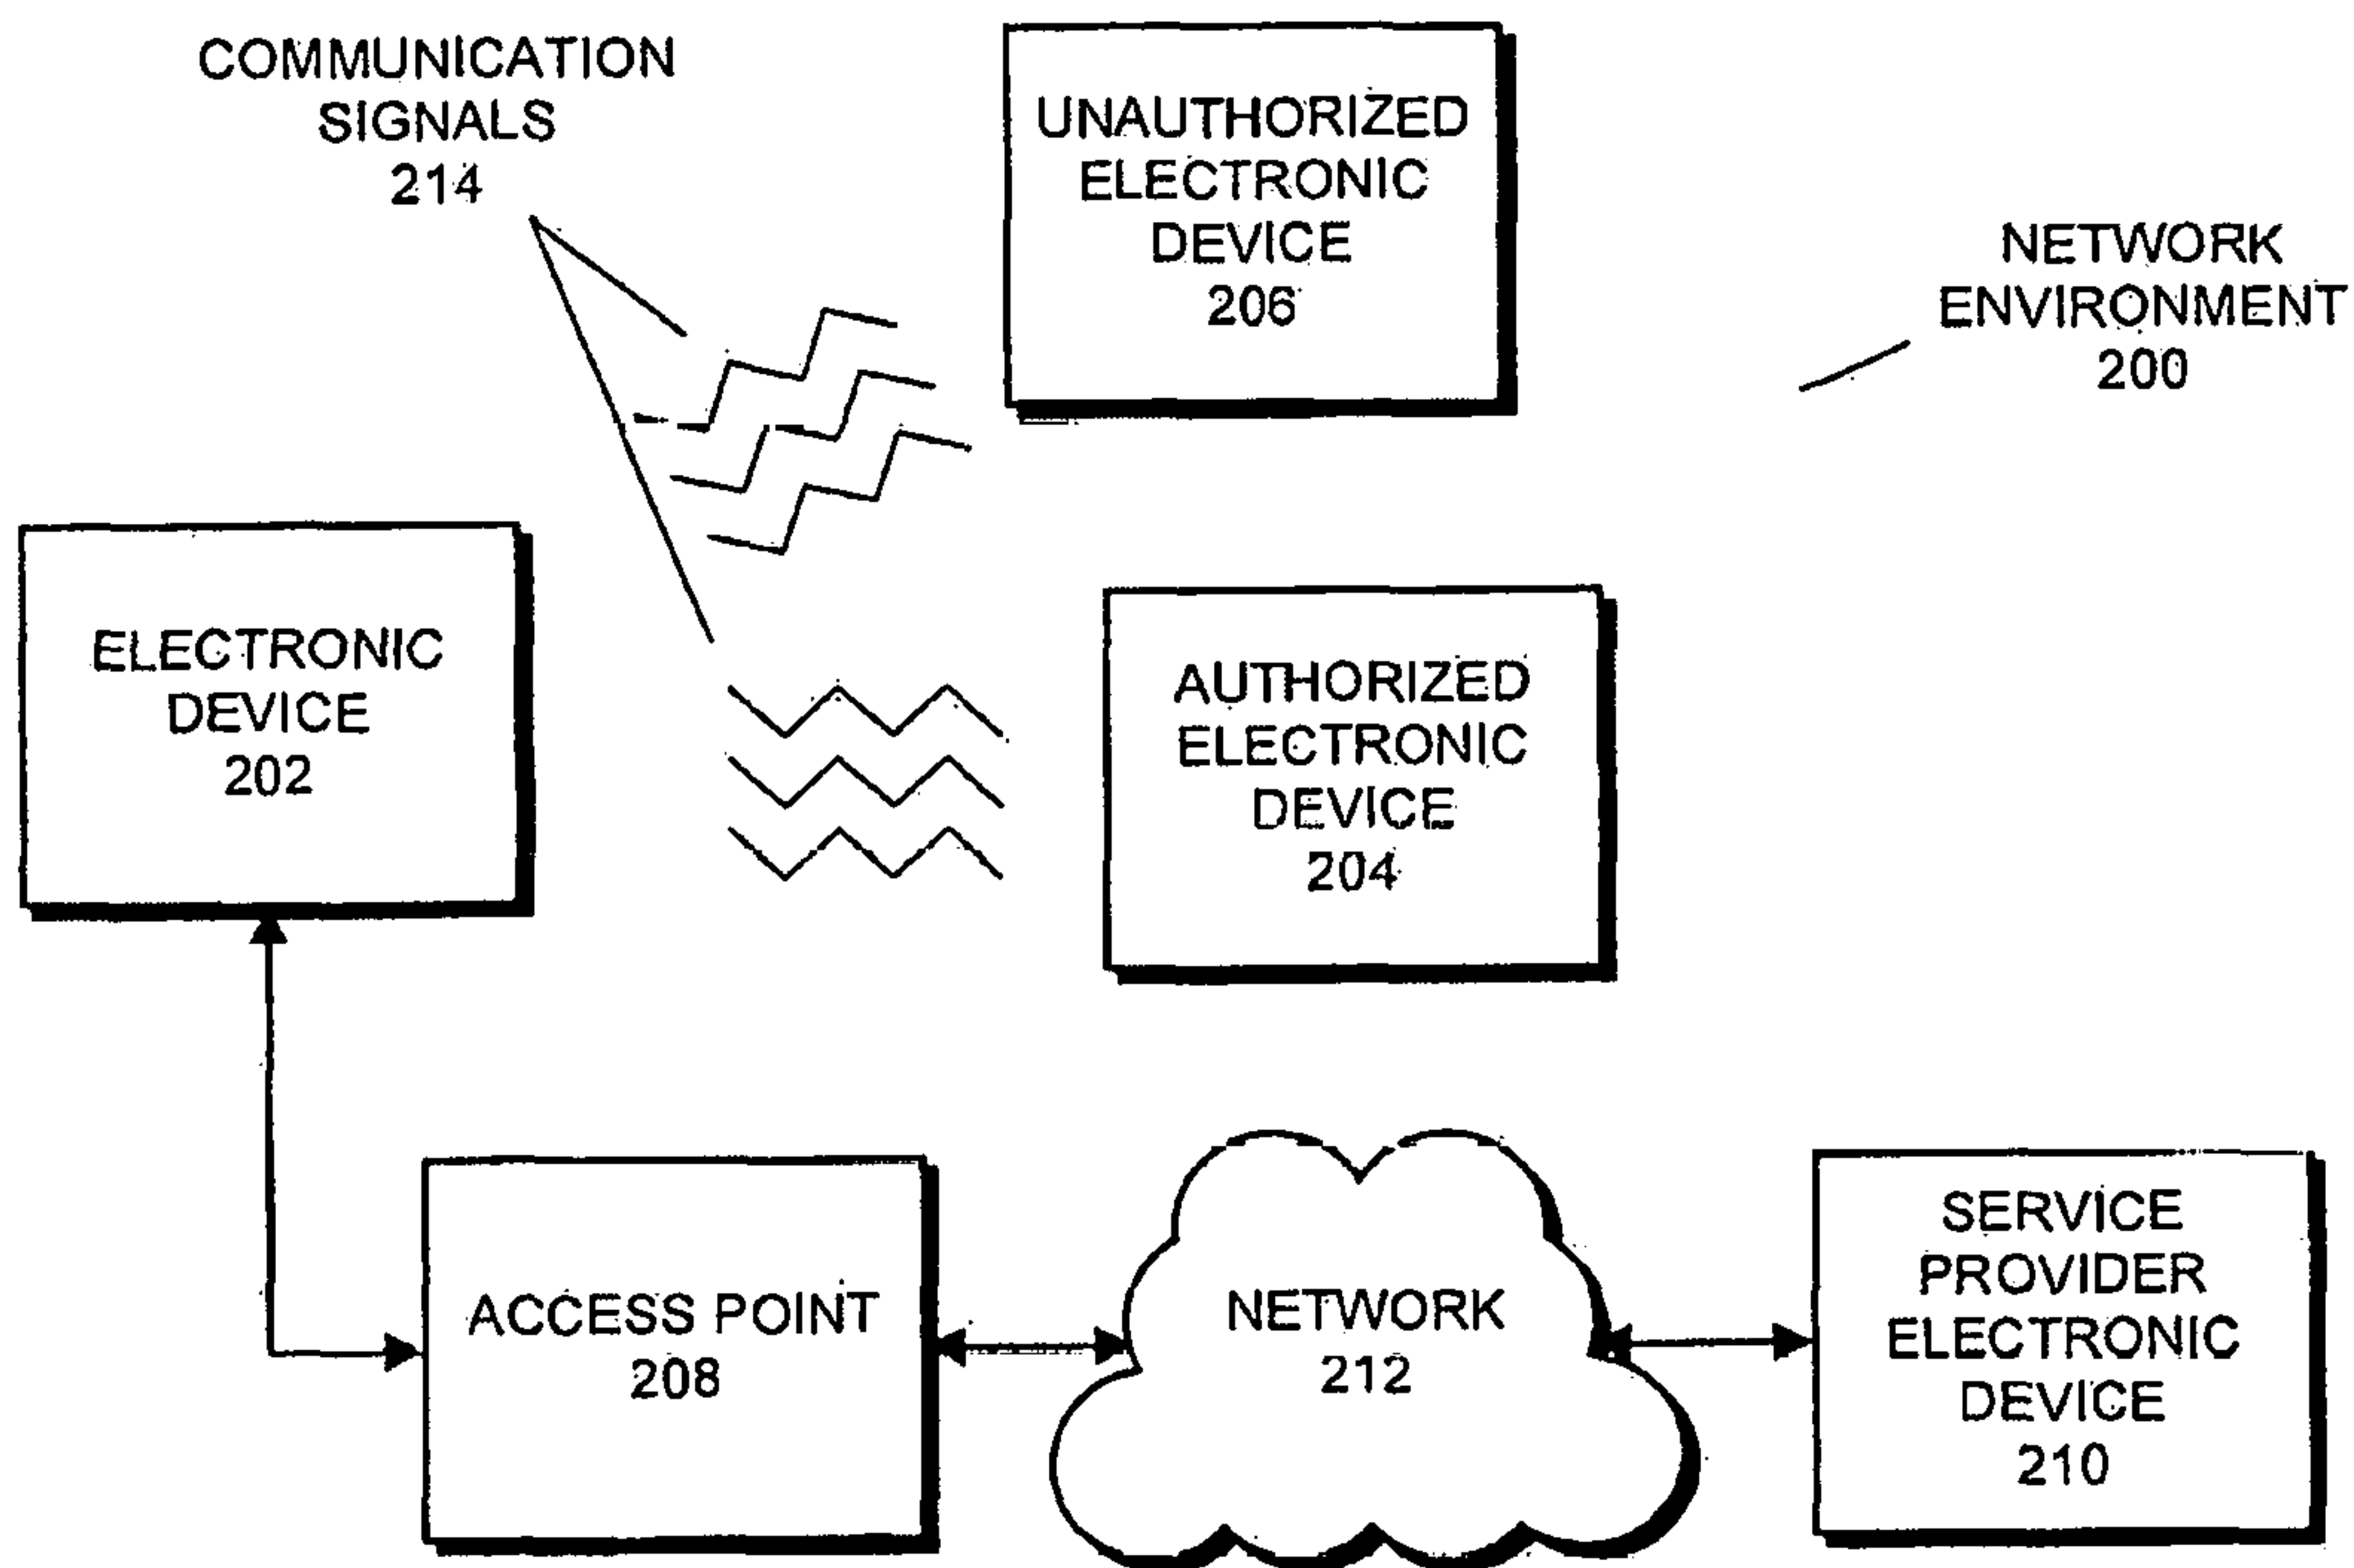 COMMUNICATION
SIGNALS
214
UNAUTHORIZED
ELECTRONIC
DEVICE
206
NETWORK
ENVIRONMENT
200
ELECTRONIC
DEVICE
202
AUTHORIZED
ELECTRONIC
DEVICE
204
ACCESS POINT
208
NETWORK
212
SERVICE
PROVIDER
ELECTRONIC
DEVICE
210